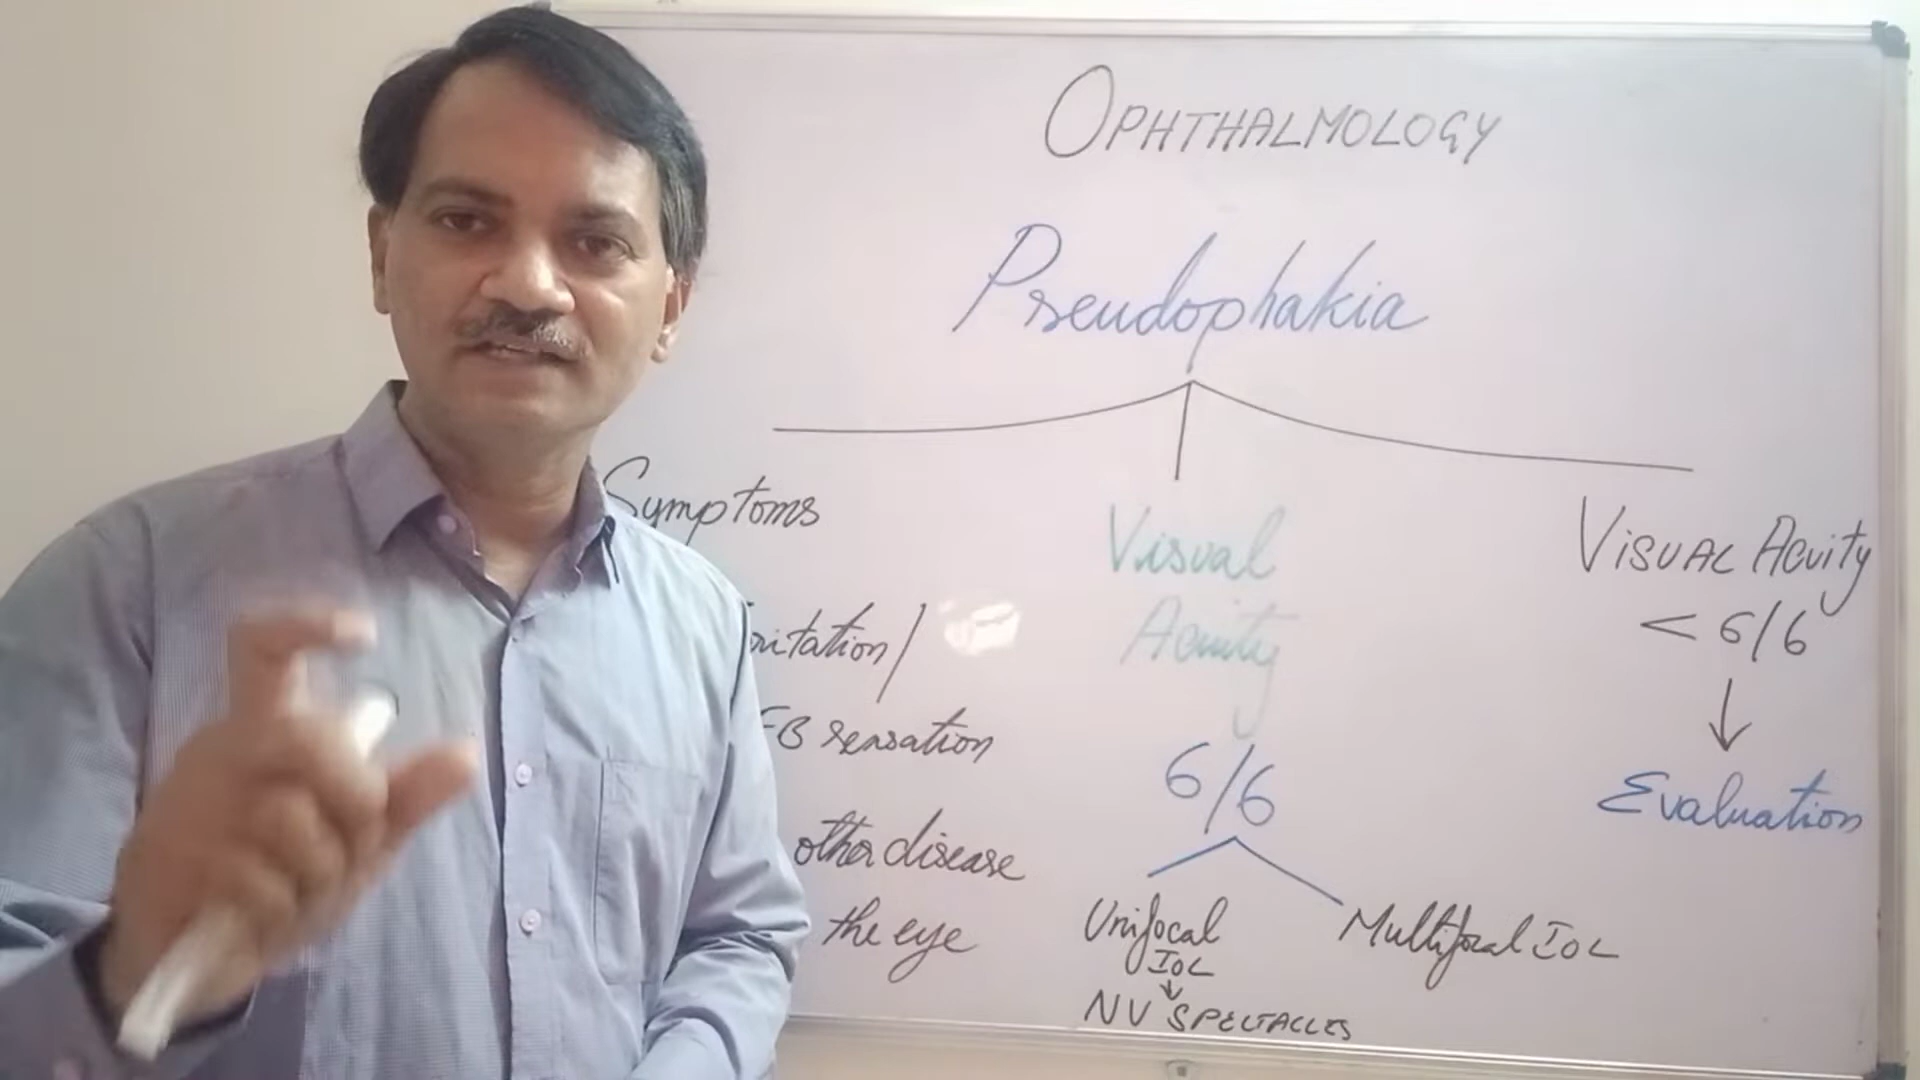 OPHTHALMOLOGY
Pseudophakia
Symptoms
ritation/
FB sensation
other disease
the eye
Visual
Acuity
6/6
Unifocal
IOL
NV SPECTACLES
Multifocal IOL
VISUAL Acuity
< 6/6
Evaluation